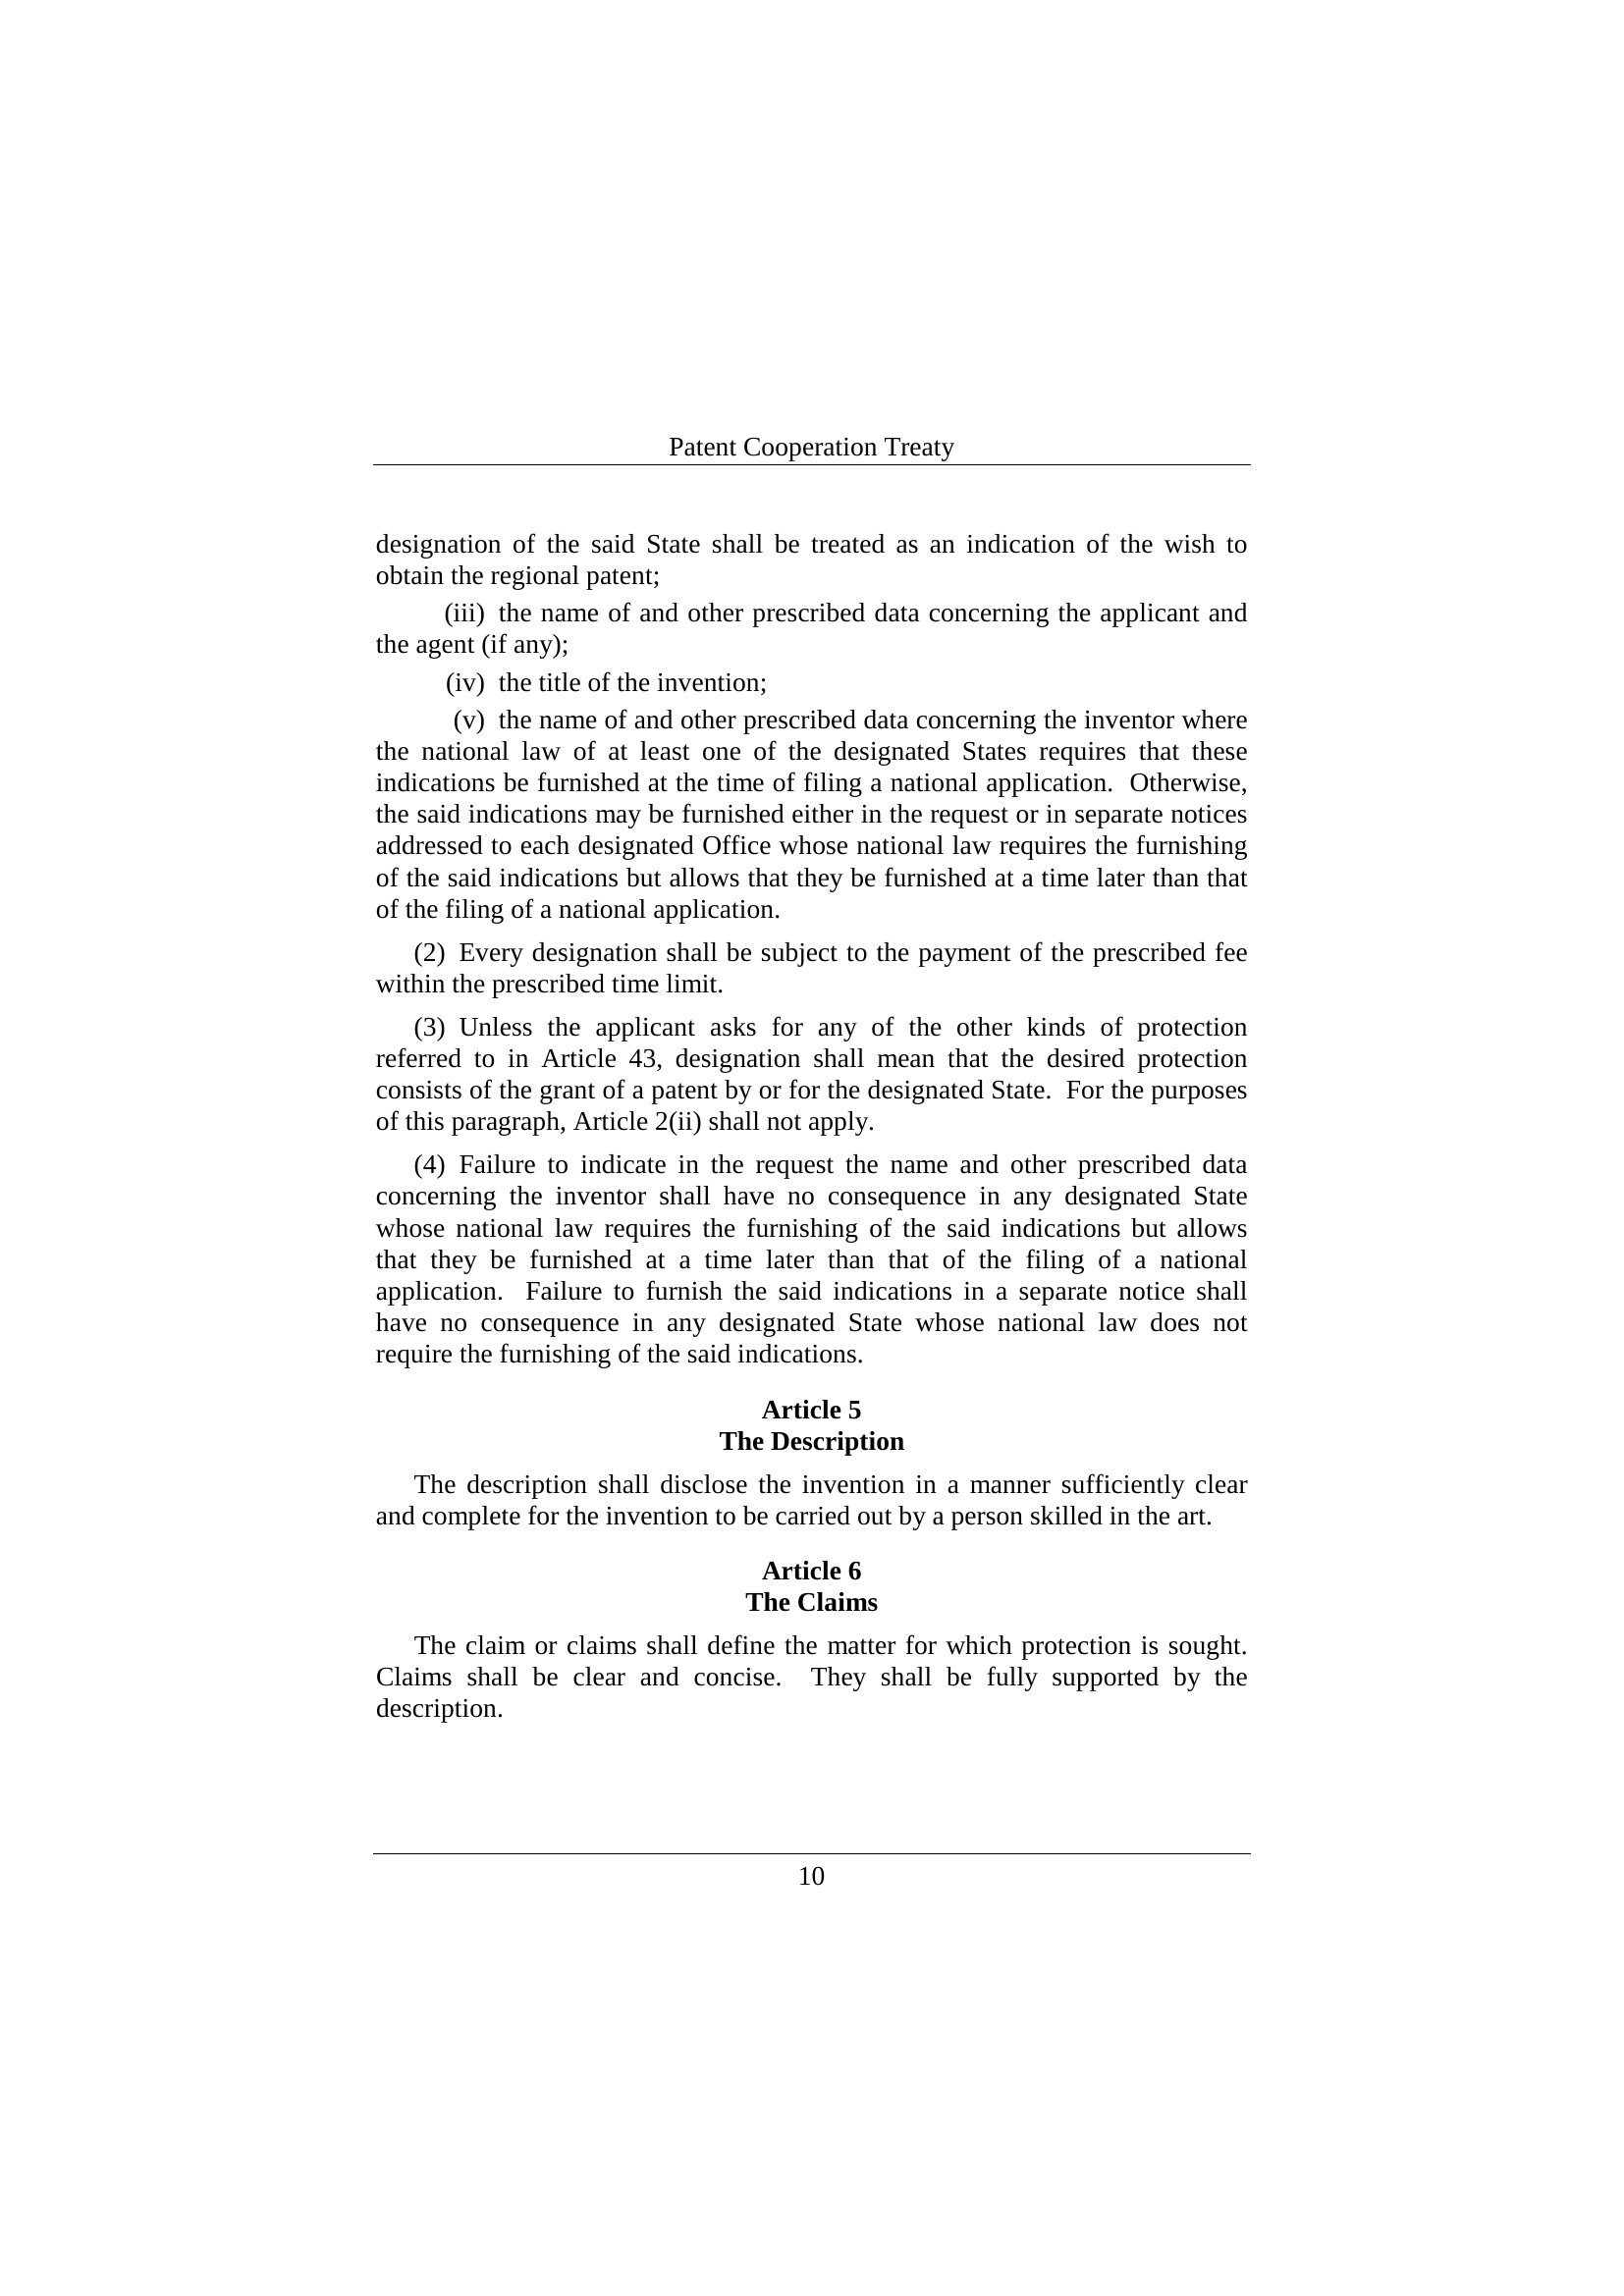 Patent Cooperation Treaty
designation of the said State shall be treated as an indication of the wish to
obtain the regional patent;
(iii) the name of and other prescribed data concerning the applicant and
the agent (if any);
(iv) the title of the invention;
(v) the name of and other prescribed data concerning the inventor where
the national law of at least one of the designated States requires that these
indications be furnished at the time of filing a national application. Otherwise,
the said indications may be furnished either in the request or in separate notices
addressed to each designated Office whose national law requires the furnishing
of the said indications but allows that they be furnished at a time later than that
of the filing of a national application.
(2) Every designation shall be subject to the payment of the prescribed fee
within the prescribed time limit.
(3) Unless the applicant asks for any of the other kinds of protection
referred to in Article 43, designation shall mean that the desired protection
consists of the grant of a patent by or for the designated State. For the purposes
of this paragraph, Article 2(ii) shall not apply.
(4) Failure to indicate in the request the name and other prescribed data
concerning the inventor shall have no consequence in any designated State
whose national law requires the furnishing of the said indications but allows
that they be furnished at a time later than that of the filing of a national
application. Failure to furnish the said indications in a separate notice shall
have no consequence in any designated State whose national law does not
require the furnishing of the said indications.
Article 5
The Description
The description shall disclose the invention in a manner sufficiently clear
and complete for the invention to be carried out by a person skilled in the art.
Article 6
The Claims
The claim or claims shall define the matter for which protection is sought.
Claims shall be clear and concise. They shall be fully supported by the
description.
10